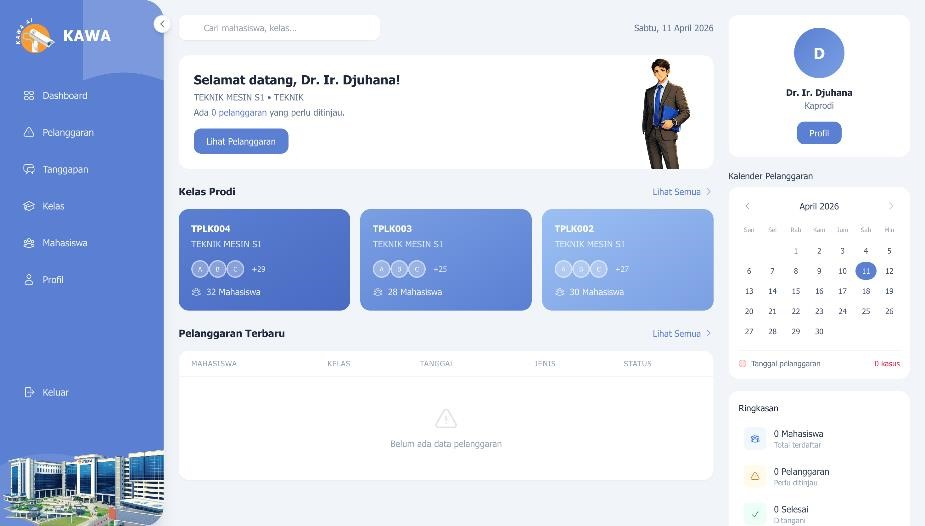 KAWA AI
KAWA
Dashboard
Pelanggaran
Tanggapan
Kelas
Mahasiswa
Profil
Keluar
Cari mahasiswa, kelas...
Sabtu, 11 April 2026
Selamat datang, Dr. Ir. Djuhana!
TEKNIK MESIN S1 • TEKNIK
Ada 0 pelanggaran yang perlu ditinjau.
Lihat Pelanggaran
Kelas Prodi
Lihat Semua
TPLK004
TEKNIK MESIN S1
A B C +29
32 Mahasiswa
TPLK003
TEKNIK MESIN S1
A B C +25
28 Mahasiswa
TPLK002
TEKNIK MESIN S1
A B C +27
30 Mahasiswa
Pelanggaran Terbaru
Lihat Semua
MAHASISWA KELAS TANGGAL JENIS STATUS
Belum ada data pelanggaran
D
Dr. Ir. Djuhana
Kaprodi
Profil
Kalender Pelanggaran
April 2026
Sen Sel Rab Kam Jum Sab Min
1 2 3 4 5
6 7 8 9 10 11 12
13 14 15 16 17 18 19
20 21 22 23 24 25 26
27 28 29 30
Tanggal pelanggaran 0 kasus
Ringkasan
0 Mahasiswa
Total terdaftar
0 Pelanggaran
Perlu ditinjau
0 Selesai
Ditangani